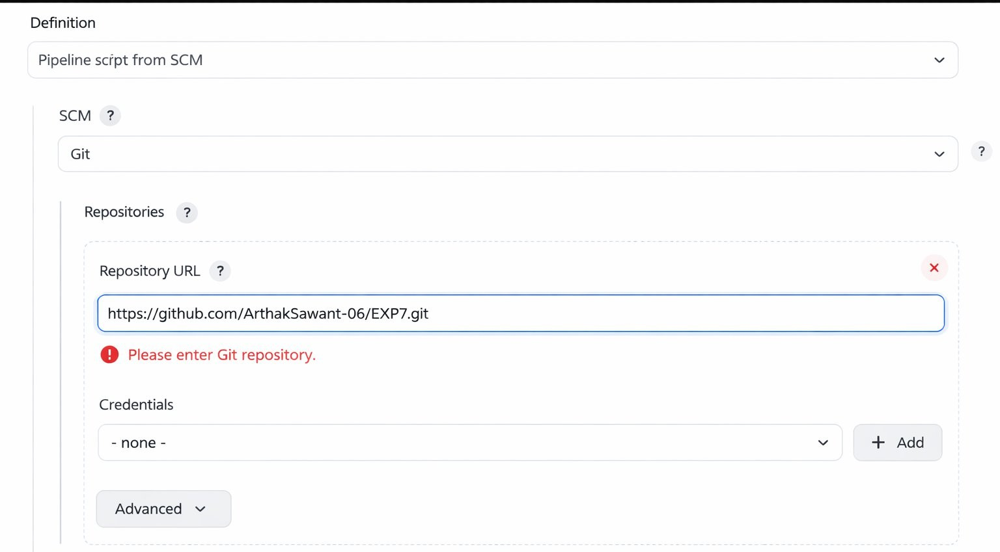 Definition
Pipeline script from SCM
SCM ?
Git
?
Repositories ?
Repository URL ?
https://github.com/ArthakSawant-06/EXP7.git
Please enter Git repository.
Credentials
- none -
+ Add
Advanced